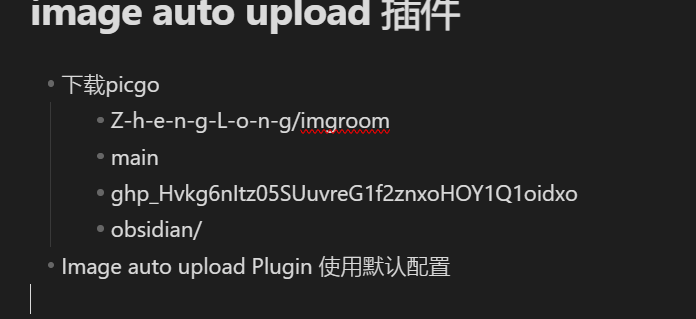 image auto upload 插件
下载picgo
Z-h-e-n-g-L-o-n-g/imgroom
main
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
obsidian/
Image auto upload Plugin 使用默认配置